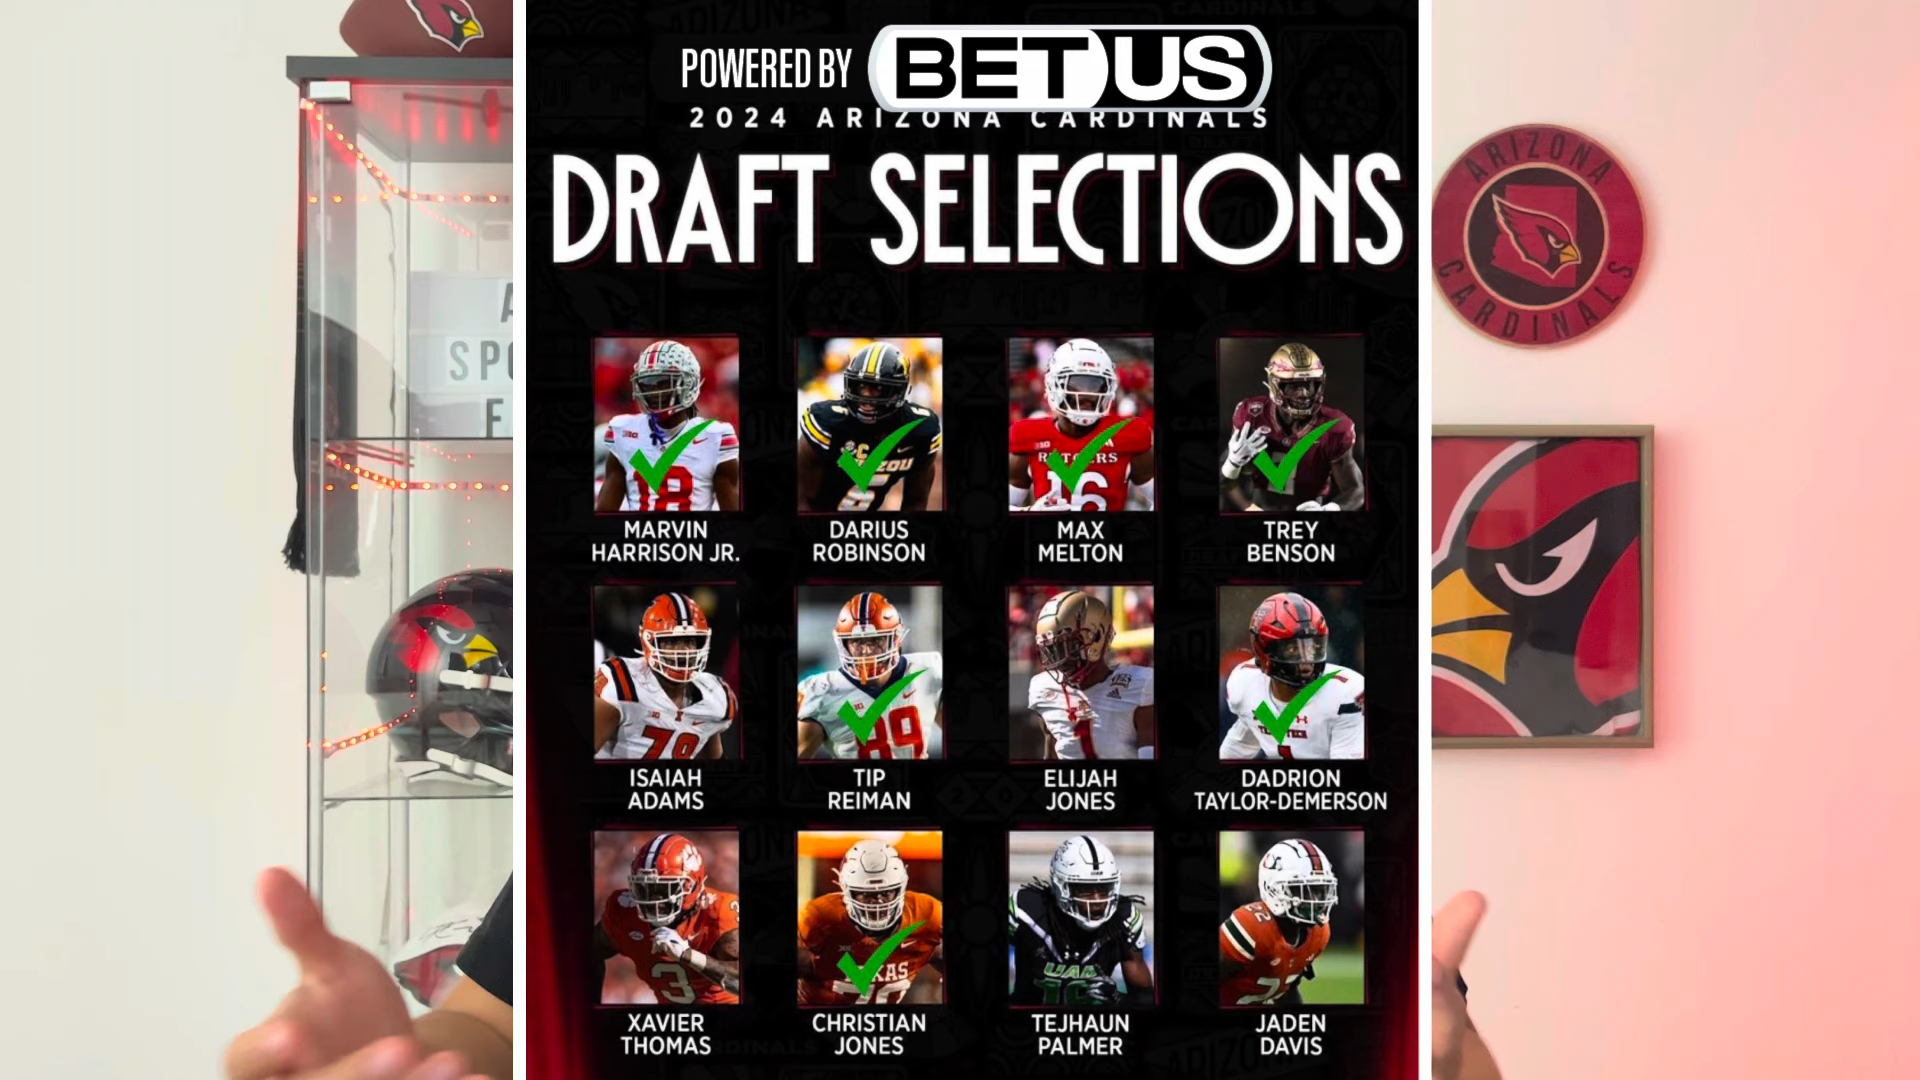 POWERED BY BETUS
2024 ARIZONA CARDINALS
DRAFT SELECTIONS
MARVIN
HARRISON JR.
DARIUS
ROBINSON
MAX
MELTON
TREY
BENSON
ISAIAH
ADAMS
TIP
REIMAN
ELIJAH
JONES
DADRION
TAYLOR-DEMERSON
XAVIER
THOMAS
CHRISTIAN
JONES
TEJHAUN
PALMER
JADEN
DAVIS
ARIZONA
CARDINALS